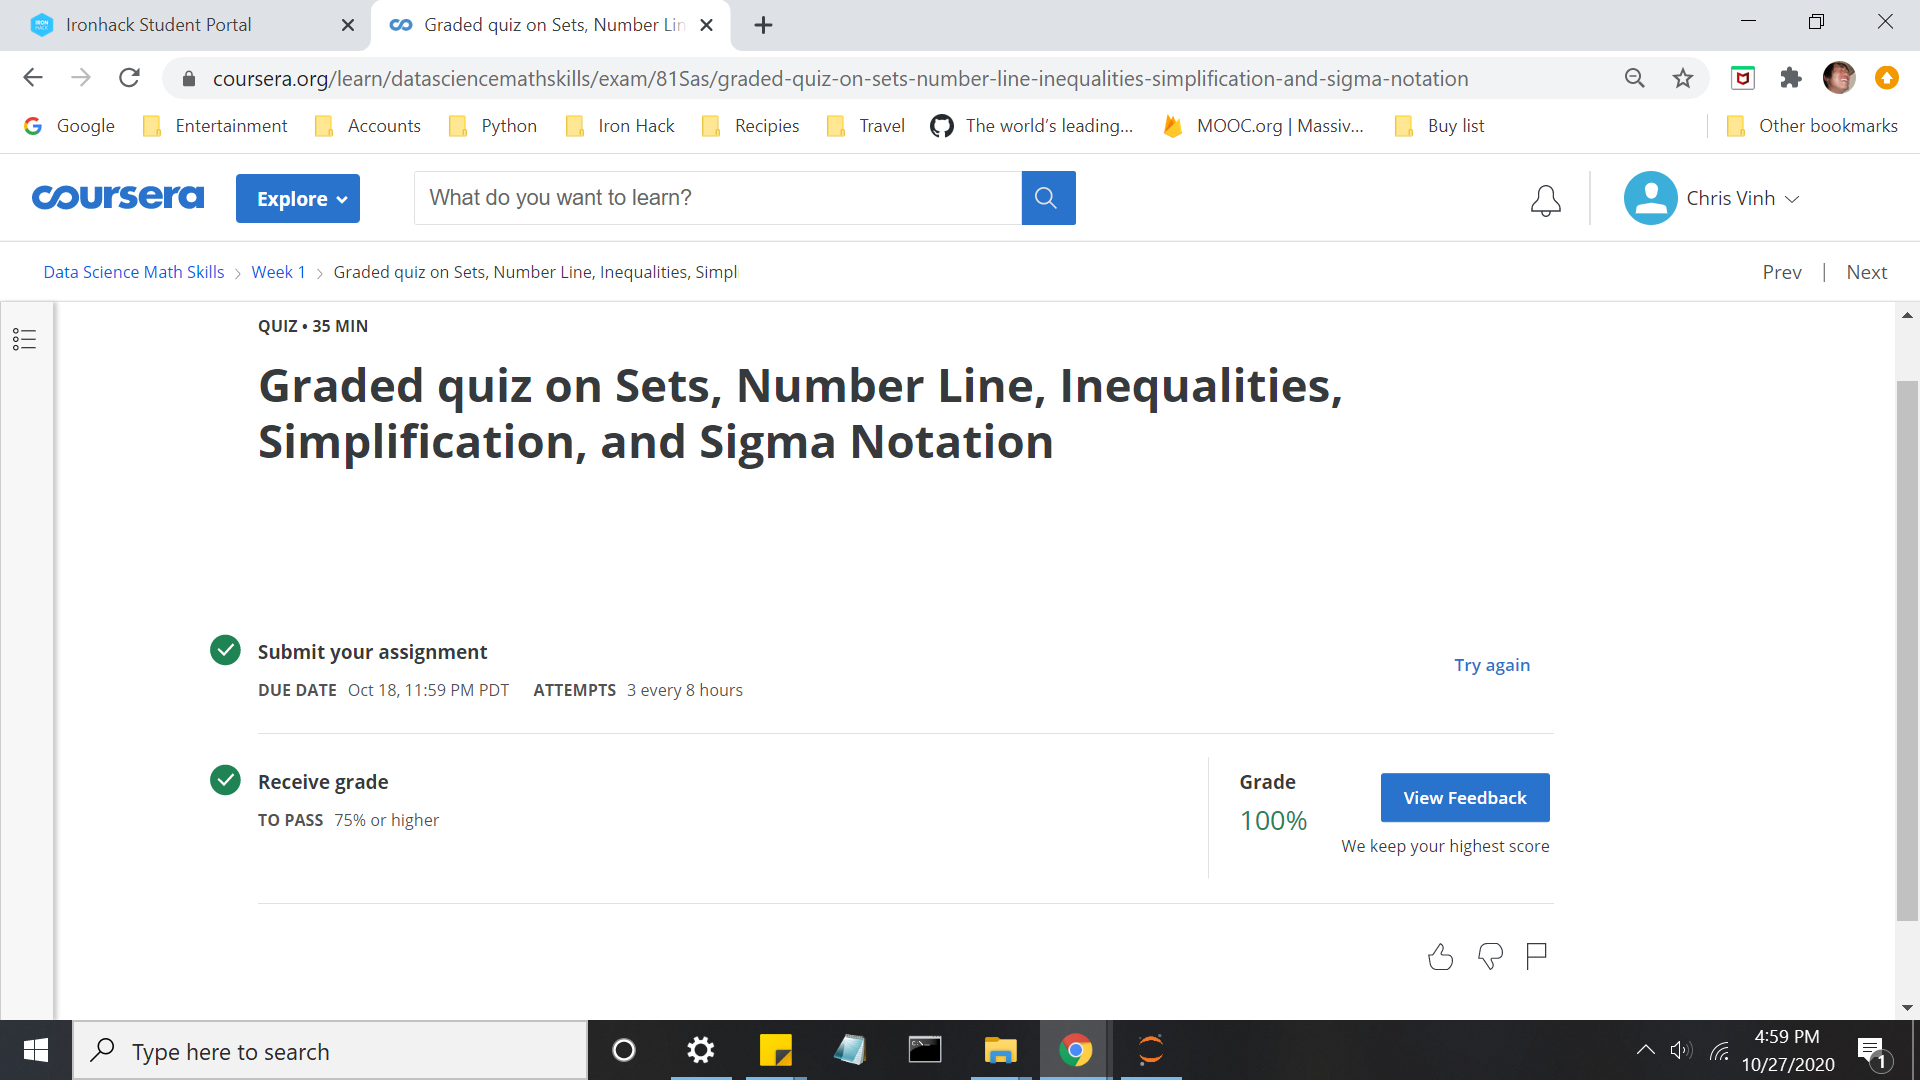 Ironhack Student Portal
Graded quiz on Sets, Number Lin
coursera.org/learn/datasciencemathskills/exam/81Sas/graded-quiz-on-sets-number-line-inequalities-simplification-and-sigma-notation
Google Entertainment Accounts Python Iron Hack Recipies Travel The world's leading... MOOC.org | Massiv... Buy list Other bookmarks
coursera Explore What do you want to learn? Chris Vinh
Data Science Math Skills > Week 1 > Graded quiz on Sets, Number Line, Inequalities, Simpl Prev | Next
QUIZ • 35 MIN
Graded quiz on Sets, Number Line, Inequalities,
Simplification, and Sigma Notation
Submit your assignment
Try again
DUE DATE Oct 18, 11:59 PM PDT ATTEMPTS 3 every 8 hours
Receive grade
TO PASS 75% or higher
Grade
100%
View Feedback
We keep your highest score
Type here to search
4:59 PM
10/27/2020
1